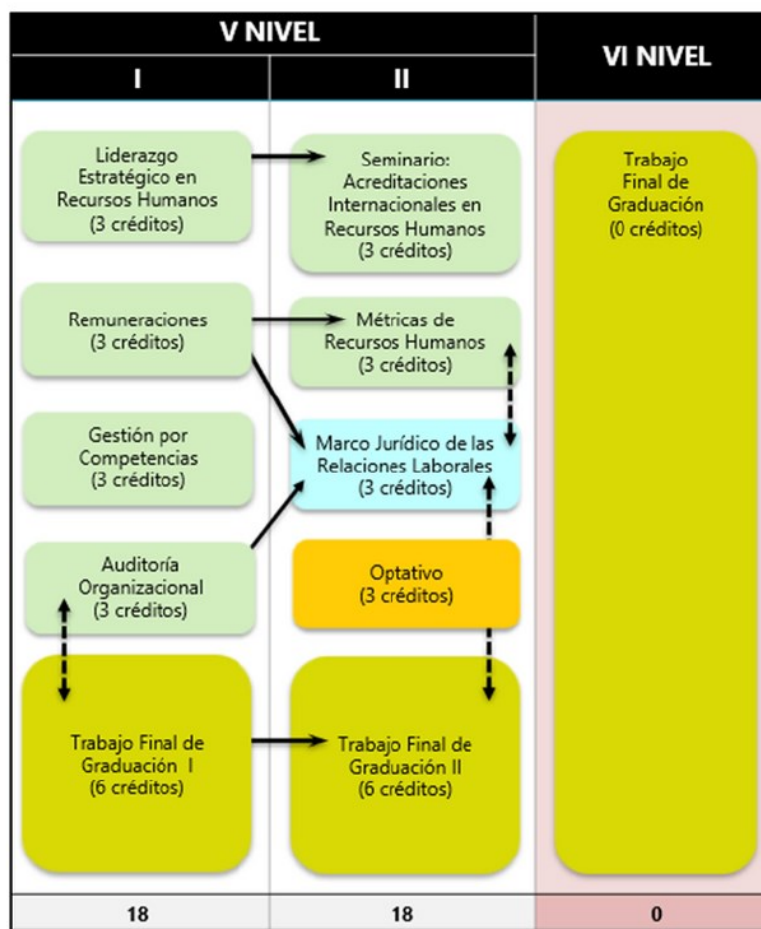 V NIVEL
VI NIVEL
I
II
Liderazgo
Estratégico en
Recursos Humanos
(3 créditos)
Seminario:
Acreditaciones
Internacionales en
Recursos Humanos
(3 créditos)
Trabajo
Final de
Graduación
(0 créditos)
Remuneraciones
(3 créditos)
Métricas de
Recursos Humanos
(3 créditos)
Gestión por
Competencias
(3 créditos)
Marco Jurídico de las
Relaciones Laborales
(3 créditos)
Auditoría
Organizacional
(3 créditos)
Optativo
(3 créditos)
Trabajo Final de
Graduación I
(6 créditos)
Trabajo Final de
Graduación II
(6 créditos)
18
18
0